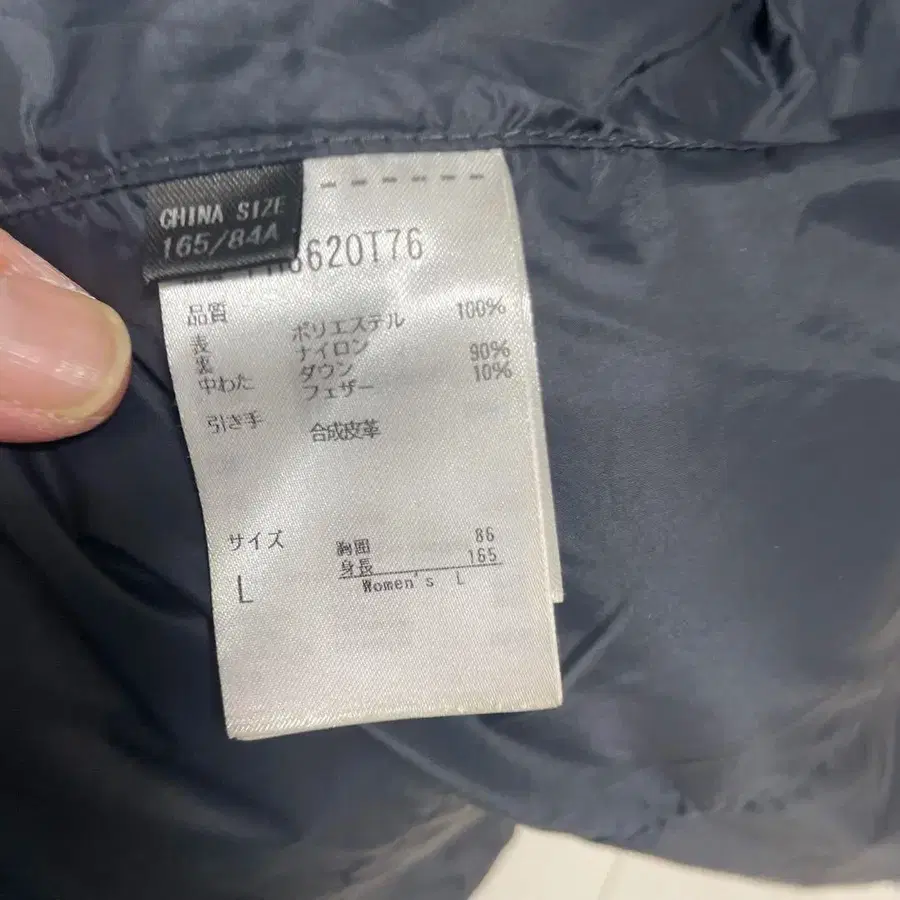 CHINA SIZE
165/84A
620T76
品質
表 ポリエステル 100%
裏 ナイロン
中わた ダウン 90%
フェザー 10%
引き手 合成皮革
サイズ
胸囲 86
身長 165
L
Women's L